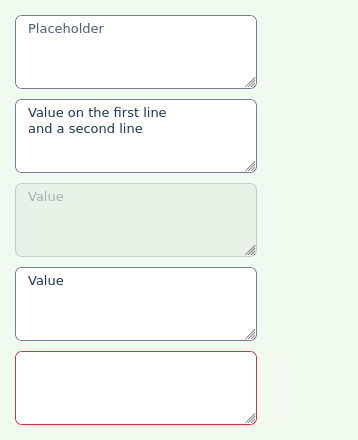 Placeholder
Value on the first line
and a second line
Value
Value